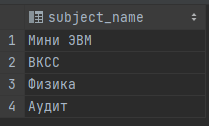 subject_name
1 Мини ЭВМ
2 ВКСС
3 Физика
4 Аудит